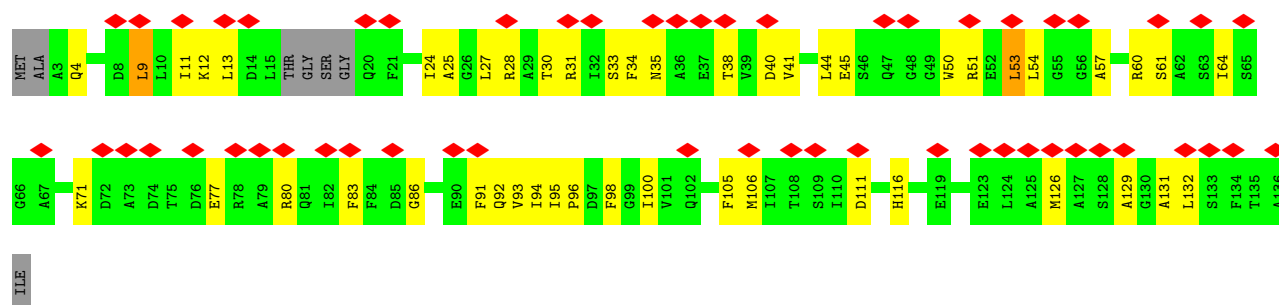 MET ALA A3 Q4 D8 L9 L10 I11 K12 L13 D14 L15 THR GLY SER GLY Q20 F21 I24 A25 G26 L27 R28 A29 T30 R31 I32 S33 F34 N35 A36 E37 T38 V39 D40 V41 L44 E45 S46 Q47 G48 G49 W50 R51 E52 L53 L54 G55 G56 A57 R60 S61 A62 S63 I64 S65
G66 A67 K71 D72 A73 D74 T75 D76 E77 R78 A79 R80 Q81 I82 F83 F84 D85 G86 E90 F91 Q92 V93 I94 I95 P96 D97 F98 G99 I100 V101 Q102 F105 M106 I107 T108 S109 I110 D111 H116 E119 E123 L124 A125 M126 A127 S128 A129 G130 A131 L132 S133 F134 T135 A136
ILE